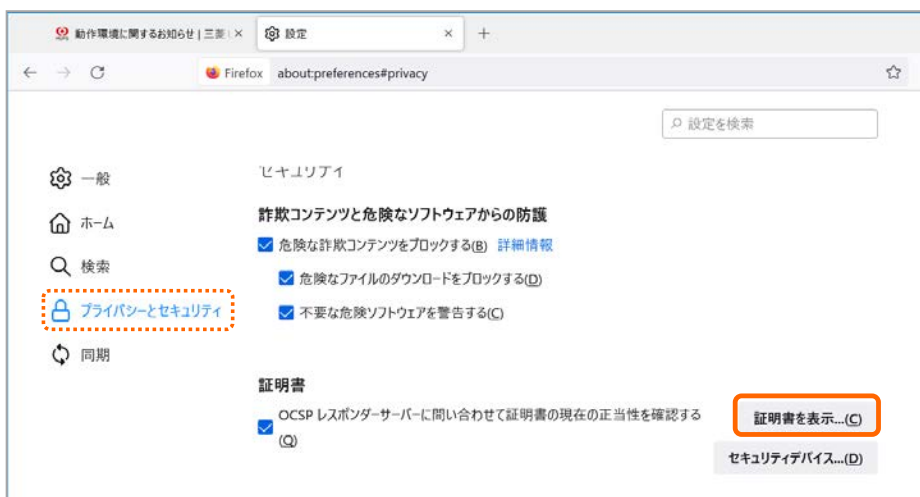 動作環境に関するお知らせ | 三菱
設定
Firefox about:preferences#privacy
設定を検索
一般
ホーム
検索
プライバシーとセキュリティ
同期
セキュリティ
詐欺コンテンツと危険なソフトウェアからの防護
危険な詐欺コンテンツをブロックする(B) 詳細情報
危険なファイルのダウンロードをブロックする(D)
不要な危険ソフトウェアを警告する(C)
証明書
OCSP レスポンダーサーバーに問い合わせて証明書の現在の正当性を確認する
(Q)
証明書を表示...(C)
セキュリティデバイス...(D)